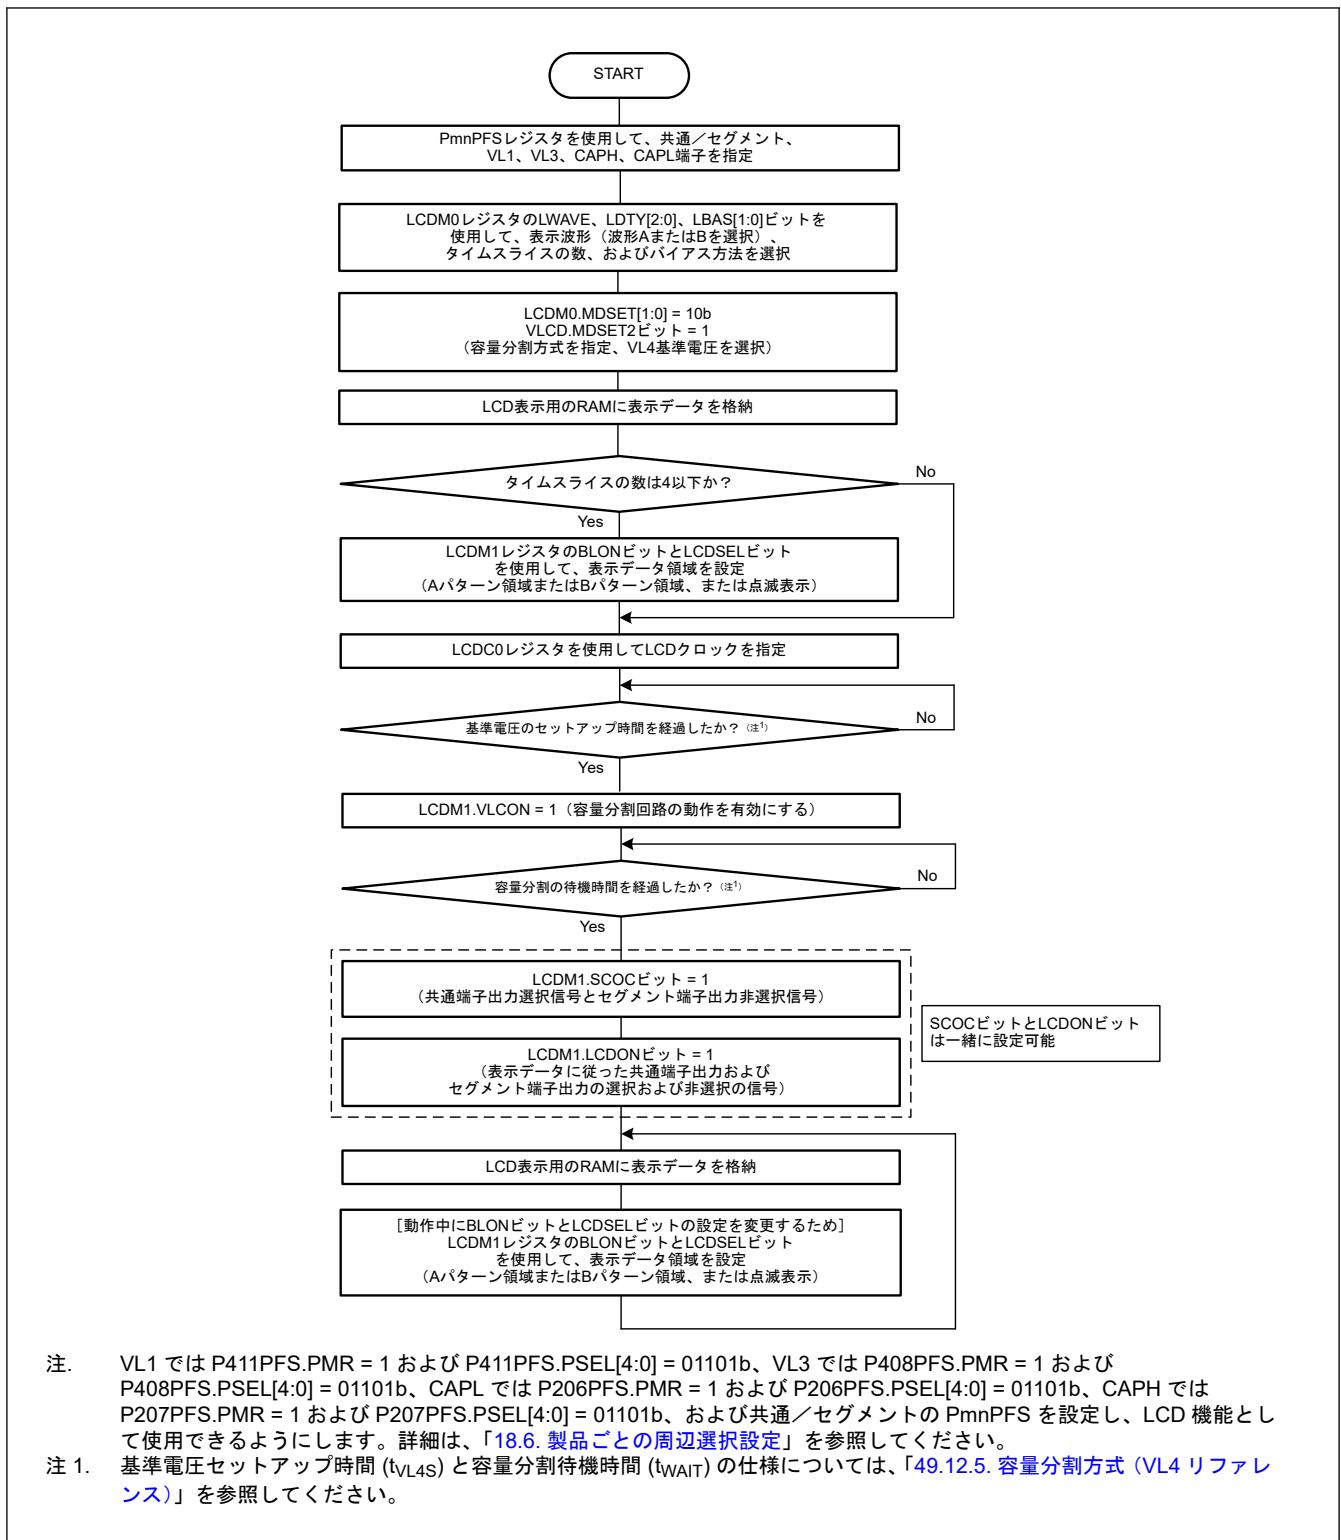 START
PmnPFSレジスタを使用して、共通／セグメント、
VL1、VL3、CAPH、CAPL端子を指定
LCDM0レジスタのLWAVE、LDTY[2:0]、LBAS[1:0]ビットを
使用して、表示波形（波形AまたはBを選択）、
タイムスライスの数、およびバイアス方法を選択
LCDM0.MDSET[1:0] = 10b
VLCD.MDSET2ビット = 1
（容量分割方式を指定、VL4基準電圧を選択）
LCD表示用のRAMに表示データを格納
タイムスライスの数は4以下か？
No
Yes
LCDM1レジスタのBLONビットとLCDSELビット
を使用して、表示データ領域を設定
（Aパターン領域またはBパターン領域、または点滅表示）
LCDC0レジスタを使用してLCDクロックを指定
基準電圧のセットアップ時間を経過したか？（注1）
No
Yes
LCDM1.VLCON = 1（容量分割回路の動作を有効にする）
容量分割の待機時間を経過したか？（注1）
No
Yes
LCDM1.SCOCビット = 1
（共通端子出力選択信号とセグメント端子出力非選択信号）
SCOCビットとLCDONビット
は一緒に設定可能
LCDM1.LCDONビット = 1
（表示データに従った共通端子出力および
セグメント端子出力の選択および非選択の信号）
LCD表示用のRAMに表示データを格納
［動作中にBLONビットとLCDSELビットの設定を変更するため］
LCDM1レジスタのBLONビットとLCDSELビット
を使用して、表示データ領域を設定
（Aパターン領域またはBパターン領域、または点滅表示）
注. VL1 では P411PFS.PMR = 1 および P411PFS.PSEL[4:0] = 01101b、VL3 では P408PFS.PMR = 1 および
P408PFS.PSEL[4:0] = 01101b、CAPL では P206PFS.PMR = 1 および P206PFS.PSEL[4:0] = 01101b、CAPH では
P207PFS.PMR = 1 および P207PFS.PSEL[4:0] = 01101b、および共通／セグメントの PmnPFS を設定し、LCD 機能とし
て使用できるようにします。詳細は、「18.6. 製品ごとの周辺選択設定」を参照してください。
注 1. 基準電圧セットアップ時間 (tVL4S) と容量分割待機時間 (tWAIT) の仕様については、「49.12.5. 容量分割方式（VL4 リファレ
ンス）」を参照してください。